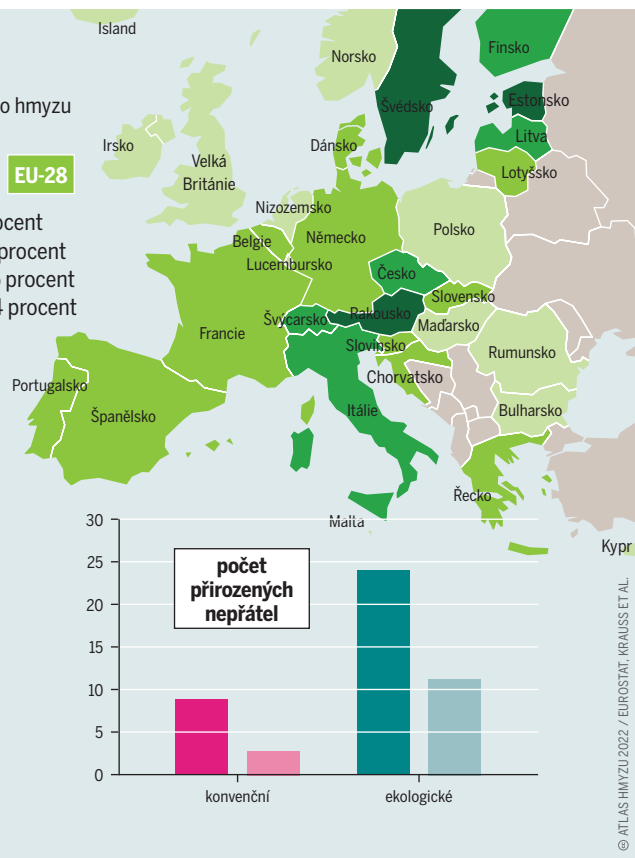 Island
Norsko
Finsko
o hmyzu
Švédsko
Estonsko
Irsko
Dánsko
Litva
Velká
Británie
Lotyšsko
EU-28
Nizozemsko
ocent
procent
procent
4 procent
Belgie
Německo
Polsko
Lucembursko
Česko
Slovensko
Francie
Švýcarsko
Rakousko
Maďarsko
Slovinsko
Rumunsko
Chorvatsko
Portugalsko
Španělsko
Itálie
Bulharsko
Řecko
Malta
Kypr
30
25
20
15
10
5
0
počet
přirozených
nepřátel
konvenční
ekologické
© ATLAS HMYZU 2022 / EUROSTAT, KRAUSS ET AL.